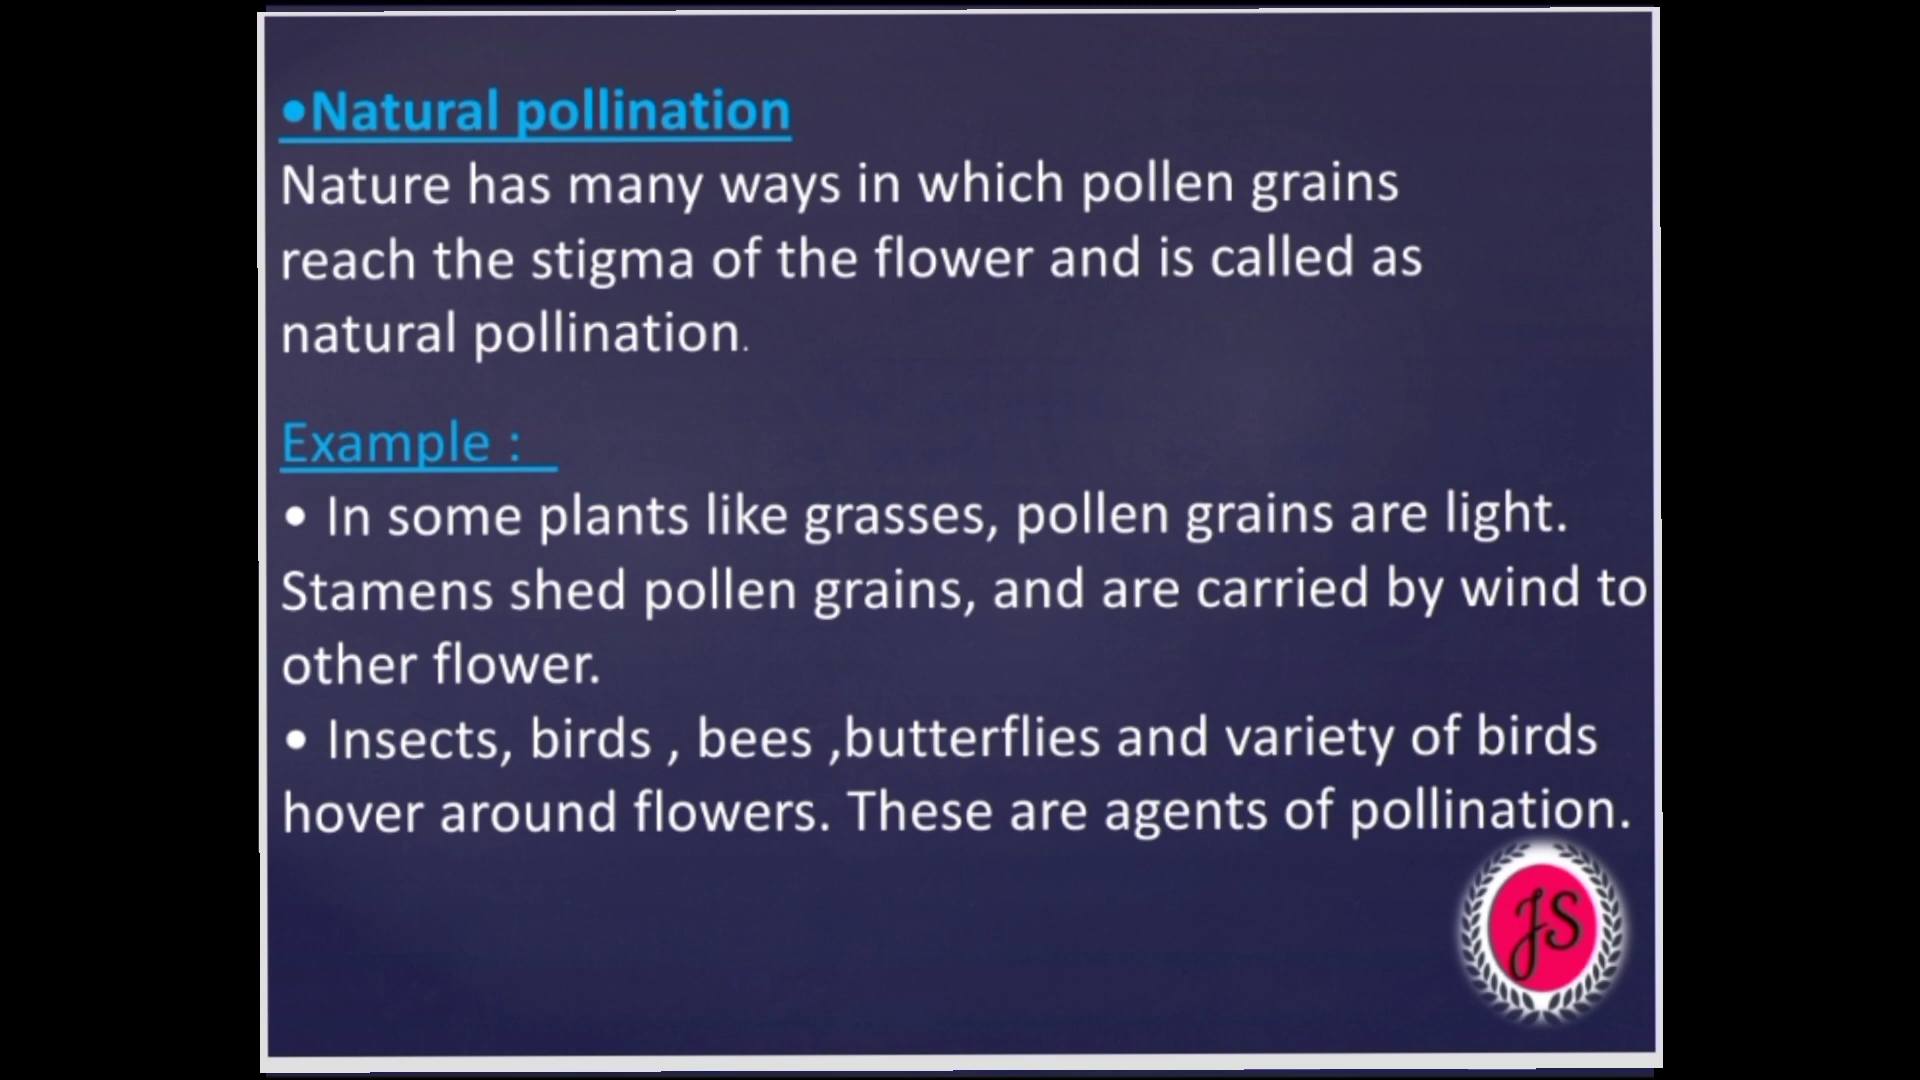 •Natural pollination
Nature has many ways in which pollen grains
reach the stigma of the flower and is called as
natural pollination.
Example :
• In some plants like grasses, pollen grains are light.
Stamens shed pollen grains, and are carried by wind to
other flower.
• Insects, birds , bees ,butterflies and variety of birds
hover around flowers. These are agents of pollination.
JS